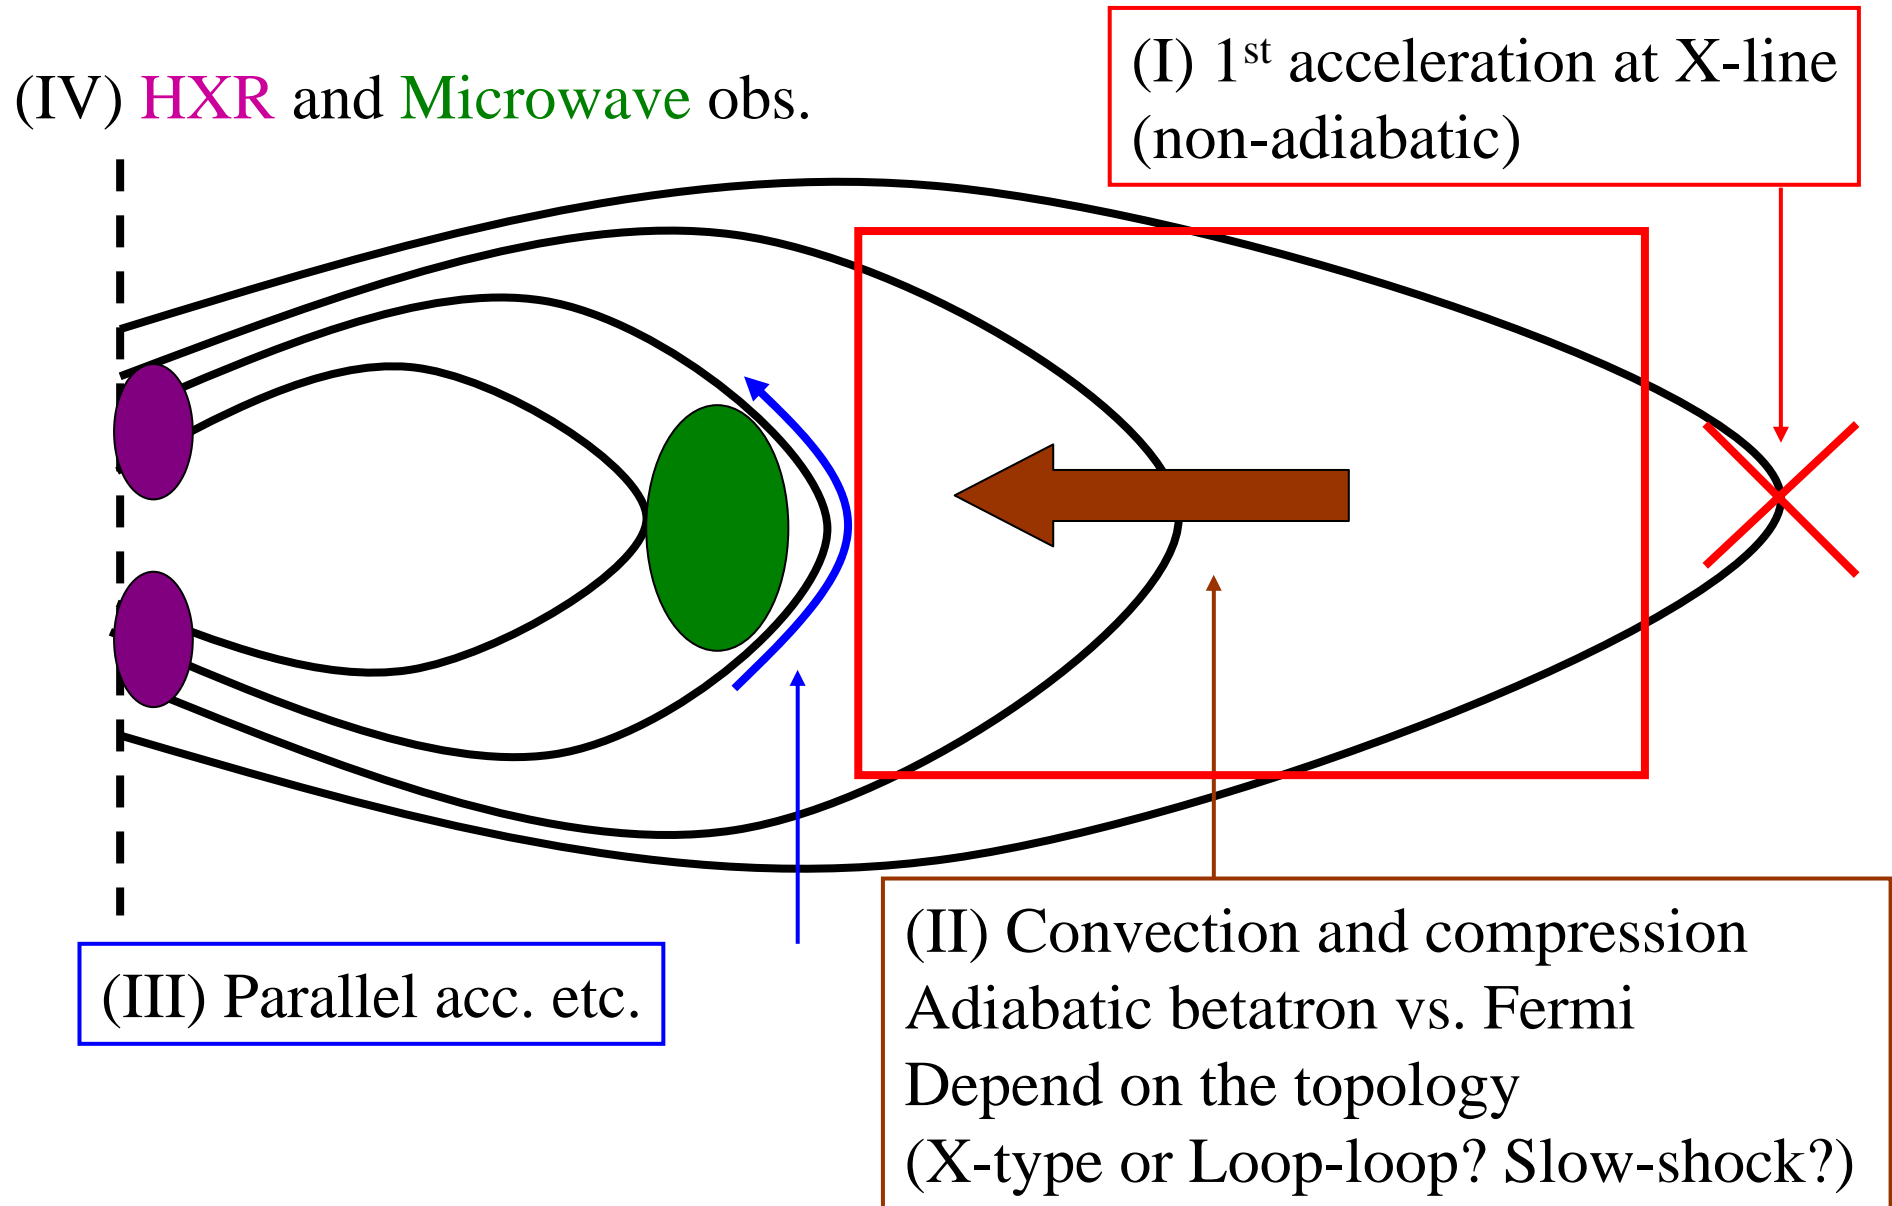 (I) 1st acceleration at X-line
(non-adiabatic)
(IV) HXR and Microwave obs.
(III) Parallel acc. etc.
(II) Convection and compression
Adiabatic betatron vs. Fermi
Depend on the topology
(X-type or Loop-loop? Slow-shock?)